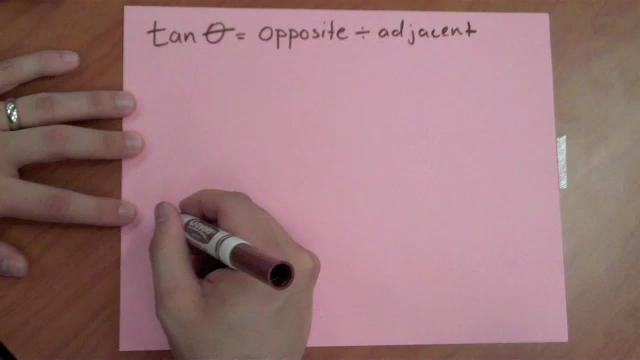 tan θ = opposite ÷ adjacent